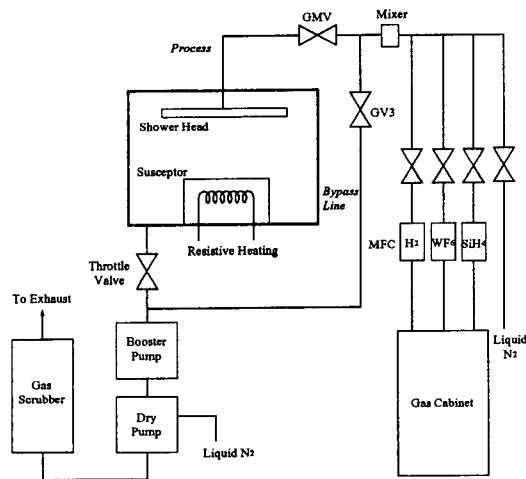 GMV
Mixer
Process
GV3
Shower Head
Susceptor
Bypass
Line
Resistive Heating
MFC
H2
WF6
SiH4
Throttle
Valve
To Exhaust
Booster
Pump
Gas
Scrubber
Dry
Pump
Liquid N2
Gas Cabinet
Liquid
N2